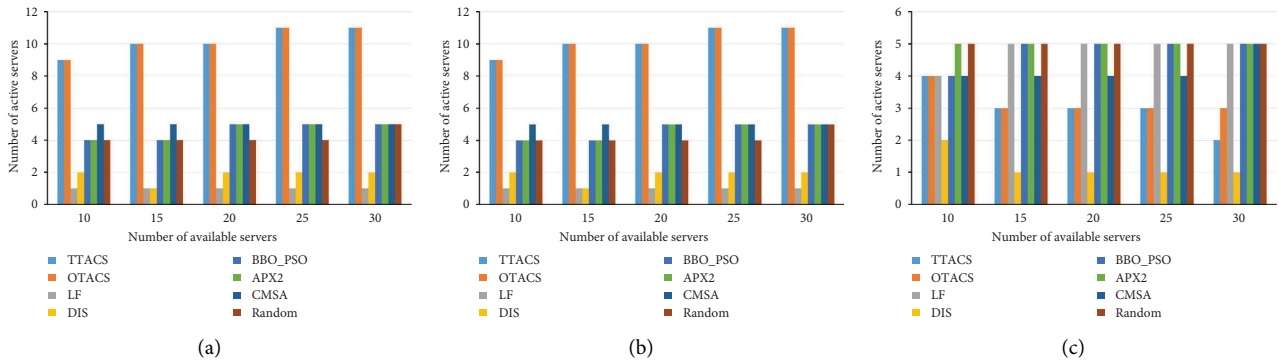 Number of active servers
12
10
8
6
4
2
0
10 15 20 25 30
Number of available servers
TTACS BBO_PSO
OTACS APX2
LF CMSA
DIS Random
(a)
Number of active servers
12
10
8
6
4
2
0
10 15 20 25 30
Number of available servers
TTACS BBO_PSO
OTACS APX2
LF CMSA
DIS Random
(b)
Number of active servers
6
5
4
3
2
1
0
10 15 20 25 30
Number of available servers
TTACS BBO_PSO
OTACS APX2
LF CMSA
DIS Random
(c)